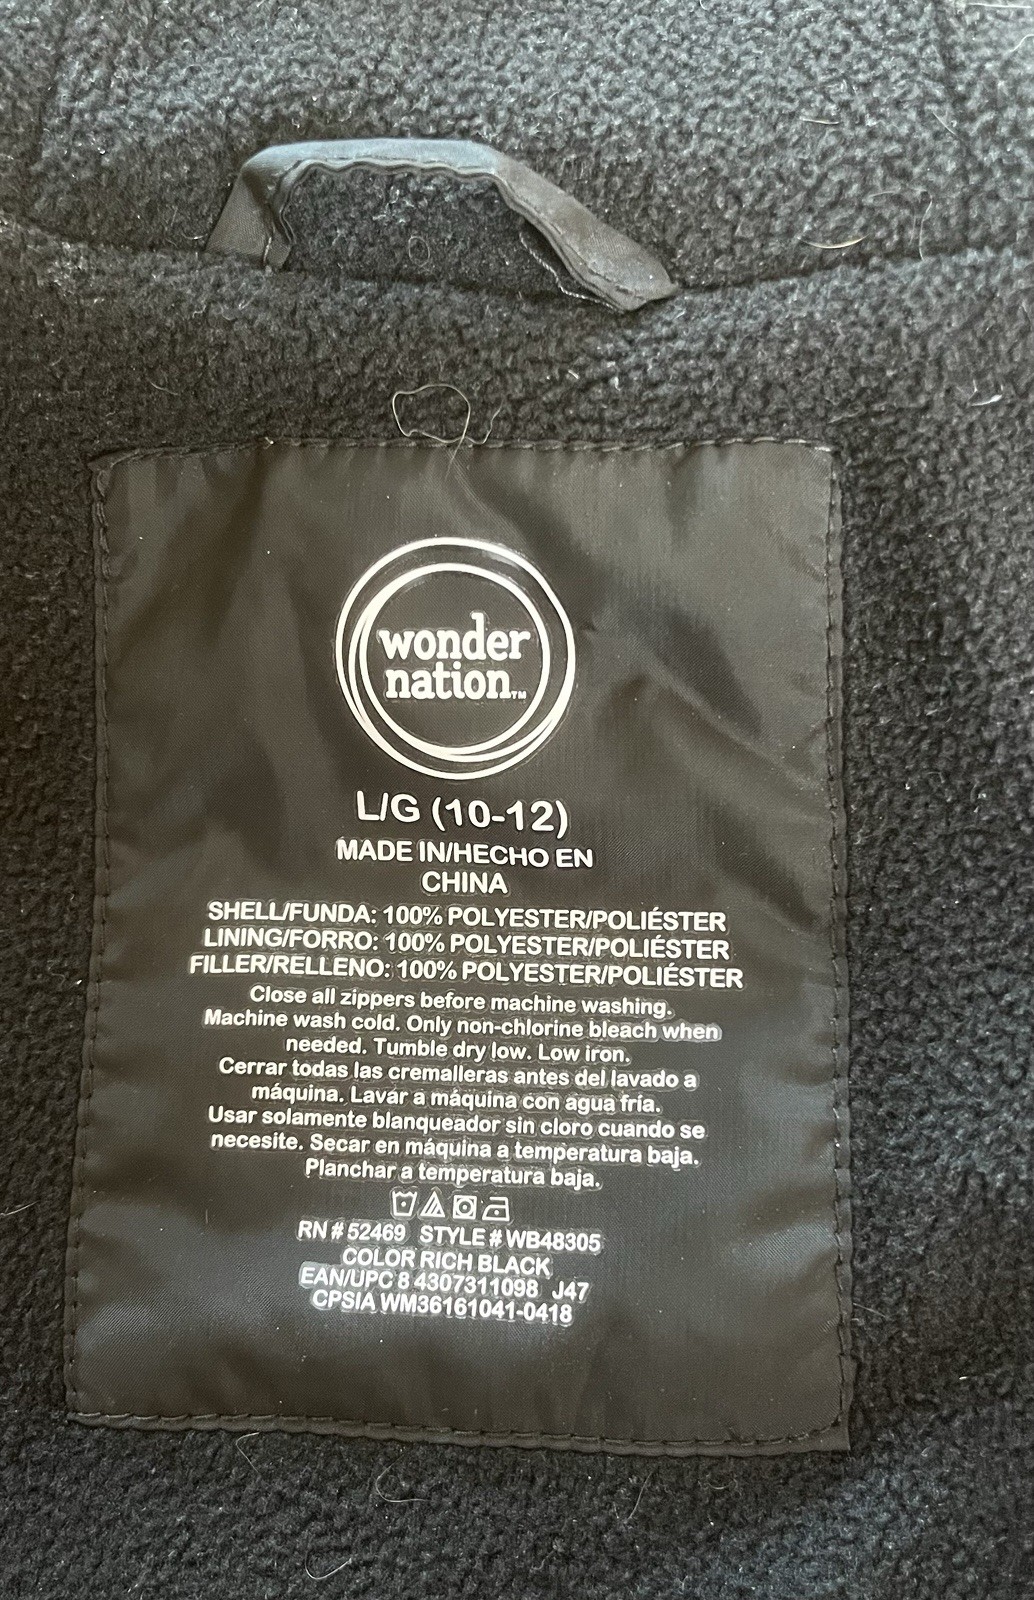 wonder
nation™
L/G (10-12)
MADE IN/HECHO EN
CHINA
SHELL/FUNDA: 100% POLYESTER/POLIÉSTER
LINING/FORRO: 100% POLYESTER/POLIÉSTER
FILLER/RELLENO: 100% POLYESTER/POLIÉSTER
Close all zippers before machine washing.
Machine wash cold. Only non-chlorine bleach when
needed. Tumble dry low. Low iron.
Cerrar todas las cremalleras antes del lavado a
máquina. Lavar a máquina con agua fría.
Usar solamente blanqueador sin cloro cuando se
necesite. Secar en máquina a temperatura baja.
Planchar a temperatura baja.
RN # 52469 STYLE # WB48305
COLOR RICH BLACK
EAN/UPC 8 4307311098 J47
CPSIA WM36161041-0418